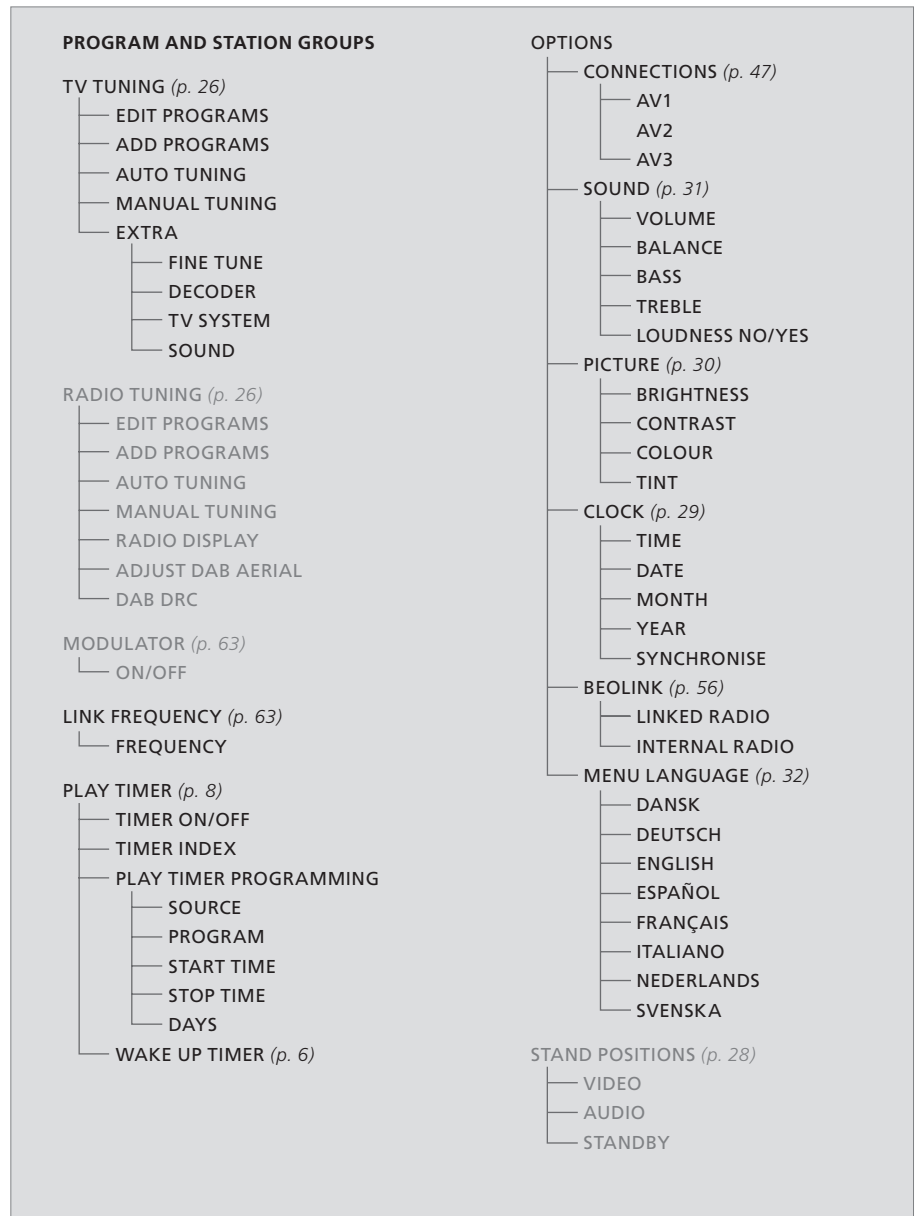 PROGRAM AND STATION GROUPS
TV TUNING (p. 26)
EDIT PROGRAMS
ADD PROGRAMS
AUTO TUNING
MANUAL TUNING
EXTRA
FINE TUNE
DECODER
TV SYSTEM
SOUND
RADIO TUNING (p. 26)
EDIT PROGRAMS
ADD PROGRAMS
AUTO TUNING
MANUAL TUNING
RADIO DISPLAY
ADJUST DAB AERIAL
DAB DRC
MODULATOR (p. 63)
ON/OFF
LINK FREQUENCY (p. 63)
FREQUENCY
PLAY TIMER (p. 8)
TIMER ON/OFF
TIMER INDEX
PLAY TIMER PROGRAMMING
SOURCE
PROGRAM
START TIME
STOP TIME
DAYS
WAKE UP TIMER (p. 6)
OPTIONS
CONNECTIONS (p. 47)
AV1
AV2
AV3
SOUND (p. 31)
VOLUME
BALANCE
BASS
TREBLE
LOUDNESS NO/YES
PICTURE (p. 30)
BRIGHTNESS
CONTRAST
COLOUR
TINT
CLOCK (p. 29)
TIME
DATE
MONTH
YEAR
SYNCHRONISE
BEOLINK (p. 56)
LINKED RADIO
INTERNAL RADIO
MENU LANGUAGE (p. 32)
DANSK
DEUTSCH
ENGLISH
ESPAÑOL
FRANÇAIS
ITALIANO
NEDERLANDS
SVENSKA
STAND POSITIONS (p. 28)
VIDEO
AUDIO
STANDBY